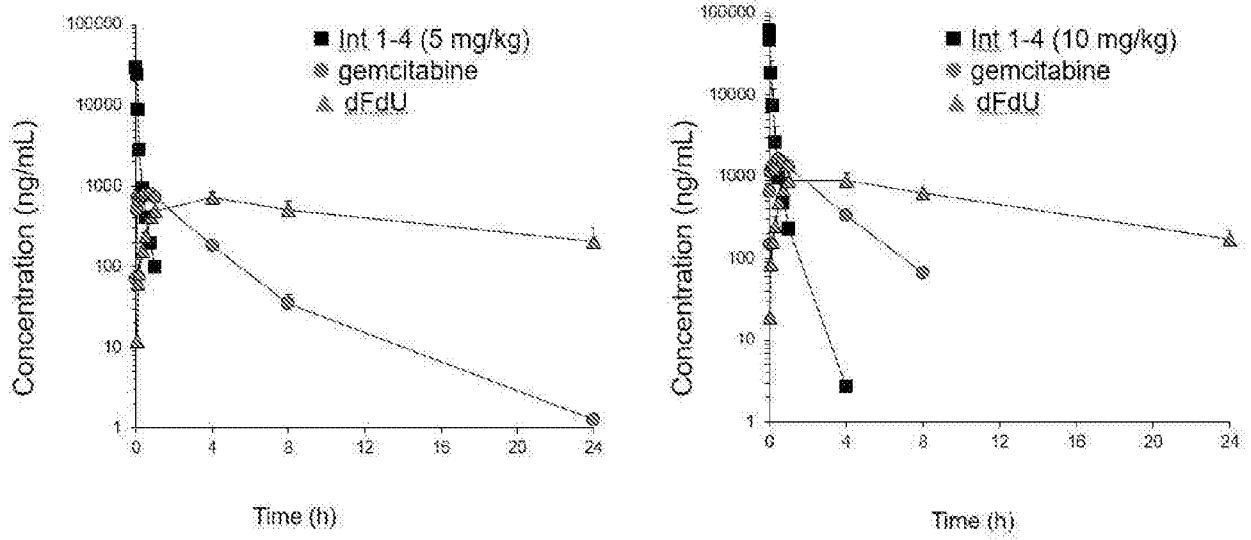 100000
10000
1000
100
10
1
Concentration (ng/mL)
Int 1-4 (5 mg/kg)
gemcitabine
dFdU
0 4 8 12 16 20 24
Time (h)
100000
10000
1000
100
10
1
Concentration (ng/mL)
Int 1-4 (10 mg/kg)
gemcitabine
dFdU
0 4 8 12 16 20 24
Time (h)